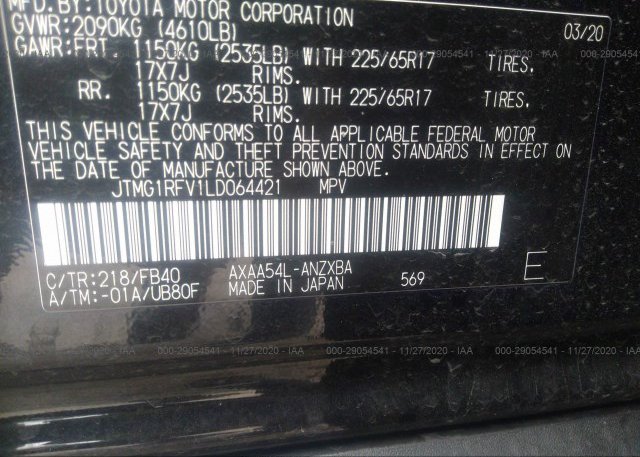 MFD.BY:TOYOTA MOTOR CORPORATION 03/20
GVWR:2090KG (4610LB)
GAWR:FRT 1150KG (2535LB) WITH 225/65R17 TIRES,
17X7J RIMS.
RR. 1150KG (2535LB) WITH 225/65R17 TIRES,
17X7J RIMS.
THIS VEHICLE CONFORMS TO ALL APPLICABLE FEDERAL MOTOR
VEHICLE SAFETY AND THEFT PREVENTION STANDARDS IN EFFECT ON
THE DATE OF MANUFACTURE SHOWN ABOVE.
JTMG1RFV1LD064421 MPV
C/TR:218/FB40 AXAA54L-ANZXBA
A/TM:-01A/UB80F MADE IN JAPAN 569 E
000-29054541 - 11/27/2020 - IAA
000-29054541 - 11/27/2020 - IAA